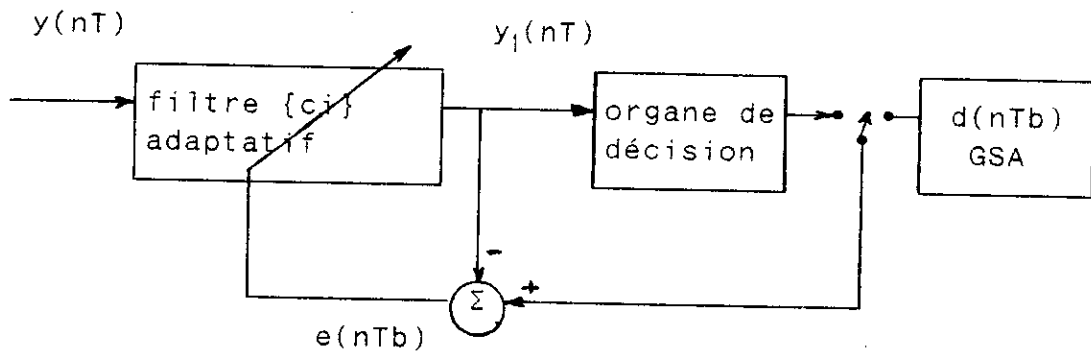 y(nT)
y₁(nT)
filtre {ci}
adaptatif
organe de
décision
d(nTb)
GSA
-
+
Σ
e(nTb)